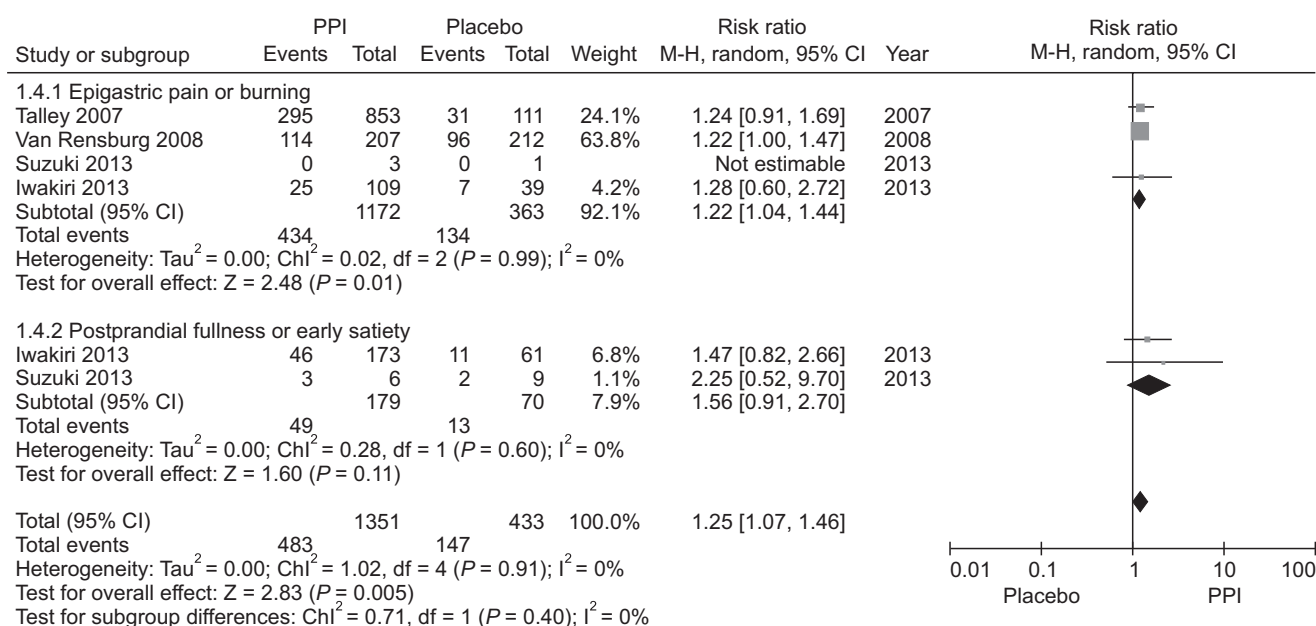 PPI Placebo Risk ratio Risk ratio
Study or subgroup Events Total Events Total Weight M-H, random, 95% CI Year M-H, random, 95% CI
1.4.1 Epigastric pain or burning
Talley 2007 295 853 31 111 24.1% 1.24 [0.91, 1.69] 2007
Van Rensburg 2008 114 207 96 212 63.8% 1.22 [1.00, 1.47] 2008
Suzuki 2013 0 3 0 1 Not estimable 2013
Iwakiri 2013 25 109 7 39 4.2% 1.28 [0.60, 2.72] 2013
Subtotal (95% CI) 1172 363 92.1% 1.22 [1.04, 1.44]
Total events 434 134
Heterogeneity: Tau² = 0.00; ChI² = 0.02, df = 2 (P = 0.99); I² = 0%
Test for overall effect: Z = 2.48 (P = 0.01)
1.4.2 Postprandial fullness or early satiety
Iwakiri 2013 46 173 11 61 6.8% 1.47 [0.82, 2.66] 2013
Suzuki 2013 3 6 2 9 1.1% 2.25 [0.52, 9.70] 2013
Subtotal (95% CI) 179 70 7.9% 1.56 [0.91, 2.70]
Total events 49 13
Heterogeneity: Tau² = 0.00; ChI² = 0.28, df = 1 (P = 0.60); I² = 0%
Test for overall effect: Z = 1.60 (P = 0.11)
Total (95% CI) 1351 433 100.0% 1.25 [1.07, 1.46]
Total events 483 147
Heterogeneity: Tau² = 0.00; ChI² = 1.02, df = 4 (P = 0.91); I² = 0%
Test for overall effect: Z = 2.83 (P = 0.005)
Test for subgroup differences: ChI² = 0.71, df = 1 (P = 0.40); I² = 0%
0.01 0.1 1 10 100
Placebo PPI